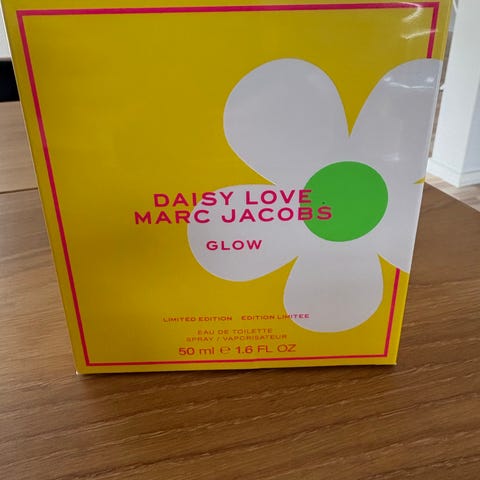 DAISY LOVE
MARC JACOBS
GLOW
LIMITED EDITION EDITION LIMITEE
EAU DE TOILETTE
SPRAY / VAPORISATEUR
50 ml ℮ 1.6 FL OZ